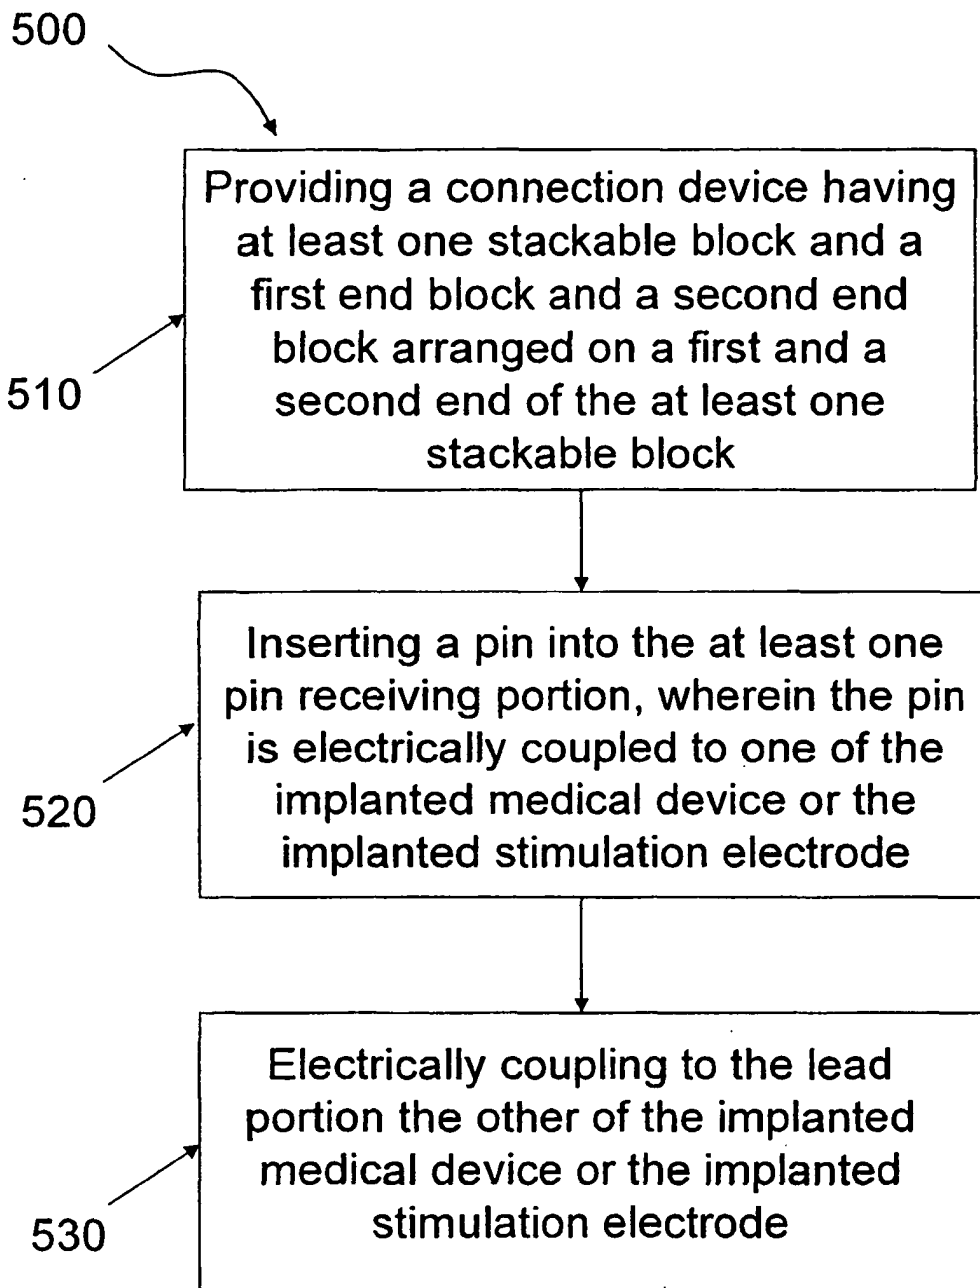 500
Providing a connection device having
at least one stackable block and a
first end block and a second end
block arranged on a first and a
second end of the at least one
stackable block
510
Inserting a pin into the at least one
pin receiving portion, wherein the pin
is electrically coupled to one of the
implanted medical device or the
implanted stimulation electrode
520
Electrically coupling to the lead
portion the other of the implanted
medical device or the implanted
stimulation electrode
530